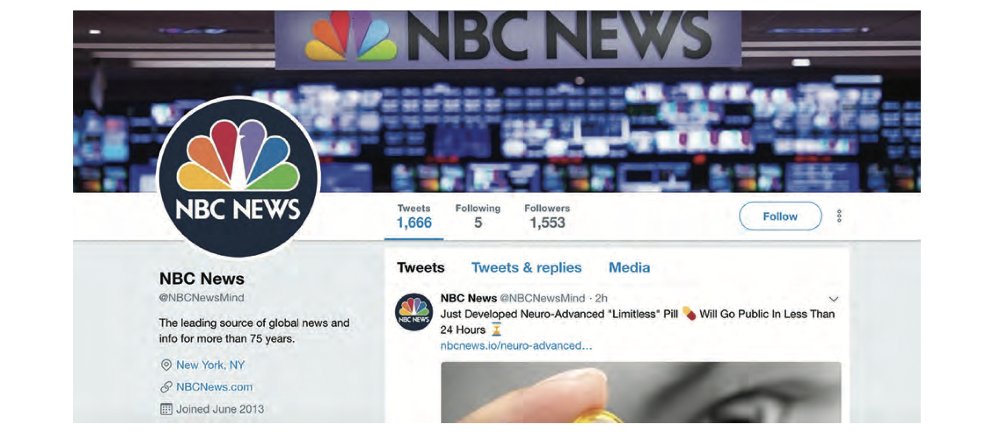 NBC NEWS
NBC NEWS
Tweets Following Followers
1,666 5 1,553
Follow
Tweets Tweets & replies Media
NBC News
@NBCNewsMind
The leading source of global news and
info for more than 75 years.
New York, NY
NBCNews.com
Joined June 2013
NBC NEWS
NBC News @NBCNewsMind · 2h
Just Developed Neuro-Advanced "Limitless" Pill 💊 Will Go Public In Less Than
24 Hours ⏳
nbcnews.io/neuro-advanced...